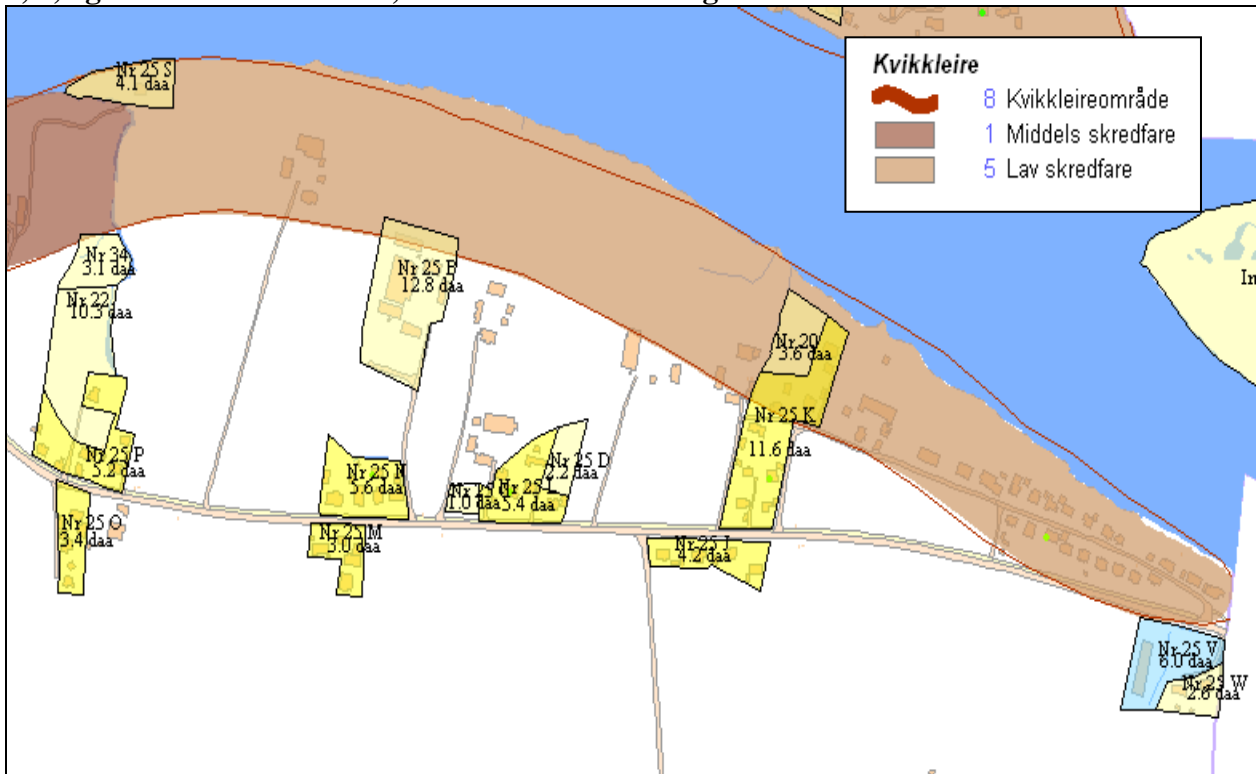 Nr 25 S
4.1 daa
Kvikkleire
8 Kvikkleireområde
1 Middels skredfare
5 Lav skredfare
Nr 34
3.1 daa
Nr 22
10.3 daa
Nr 25 E
12.8 daa
Nr 20
3.6 daa
Nr 25 K
11.6 daa
Nr 25 P
5.2 daa
Nr 25 N
5.6 daa
Nr 25
1.0 daa
Nr 25 L
5.4 daa
Nr 25 D
2.2 daa
Nr 25 O
3.4 daa
Nr 25 M
3.0 daa
Nr 25 J
4.2 daa
Nr 25 V
6.0 daa
Nr 25 W
2.6 daa